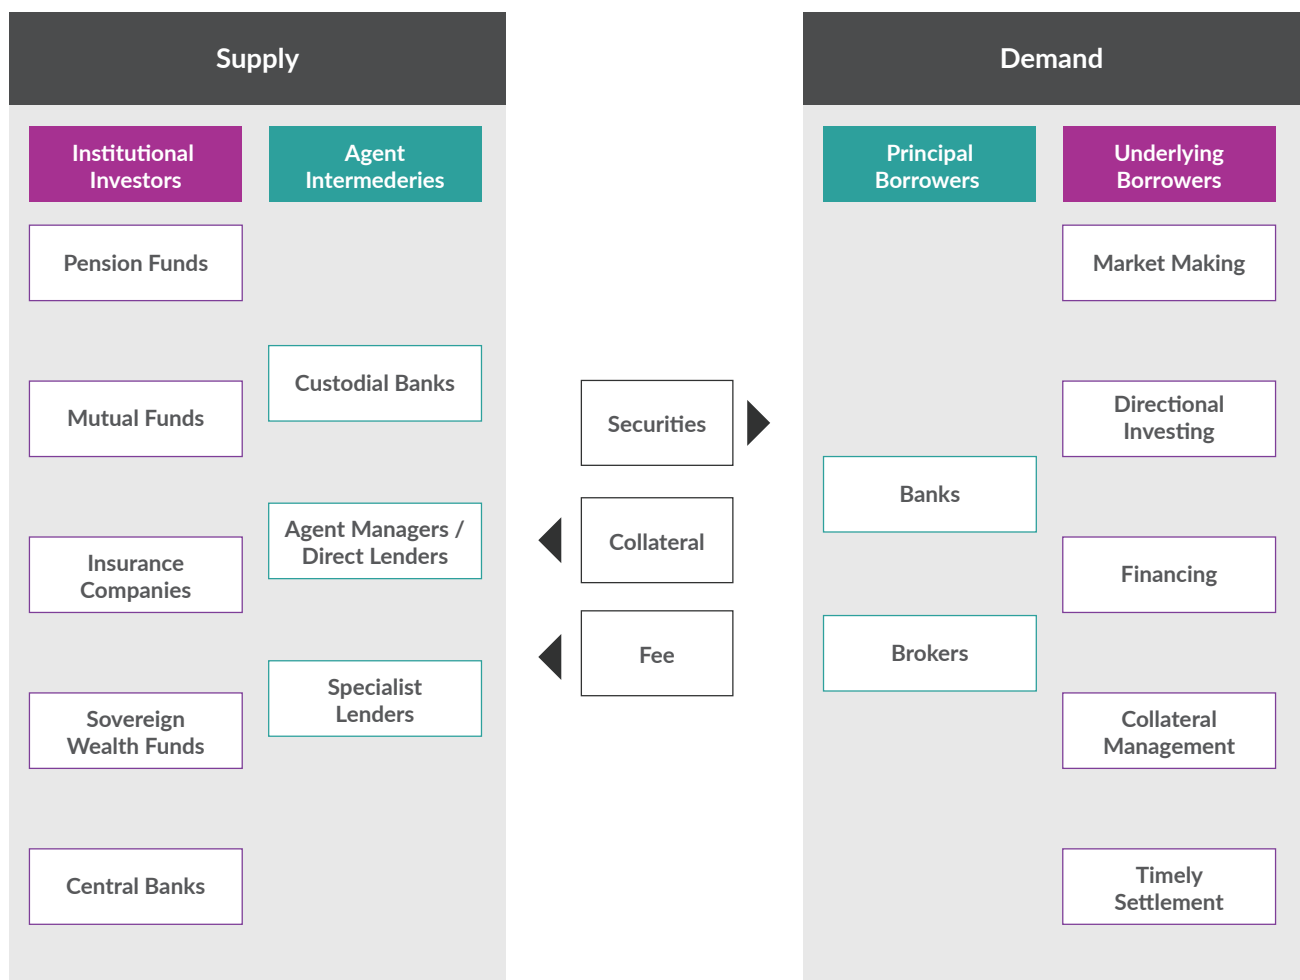 Supply
Institutional
Investors
Agent
Intermederies
Pension Funds
Mutual Funds
Insurance
Companies
Sovereign
Wealth Funds
Central Banks
Custodial Banks
Agent Managers /
Direct Lenders
Specialist
Lenders
Securities
Collateral
Fee
Demand
Principal
Borrowers
Underlying
Borrowers
Banks
Brokers
Market Making
Directional
Investing
Financing
Collateral
Management
Timely
Settlement